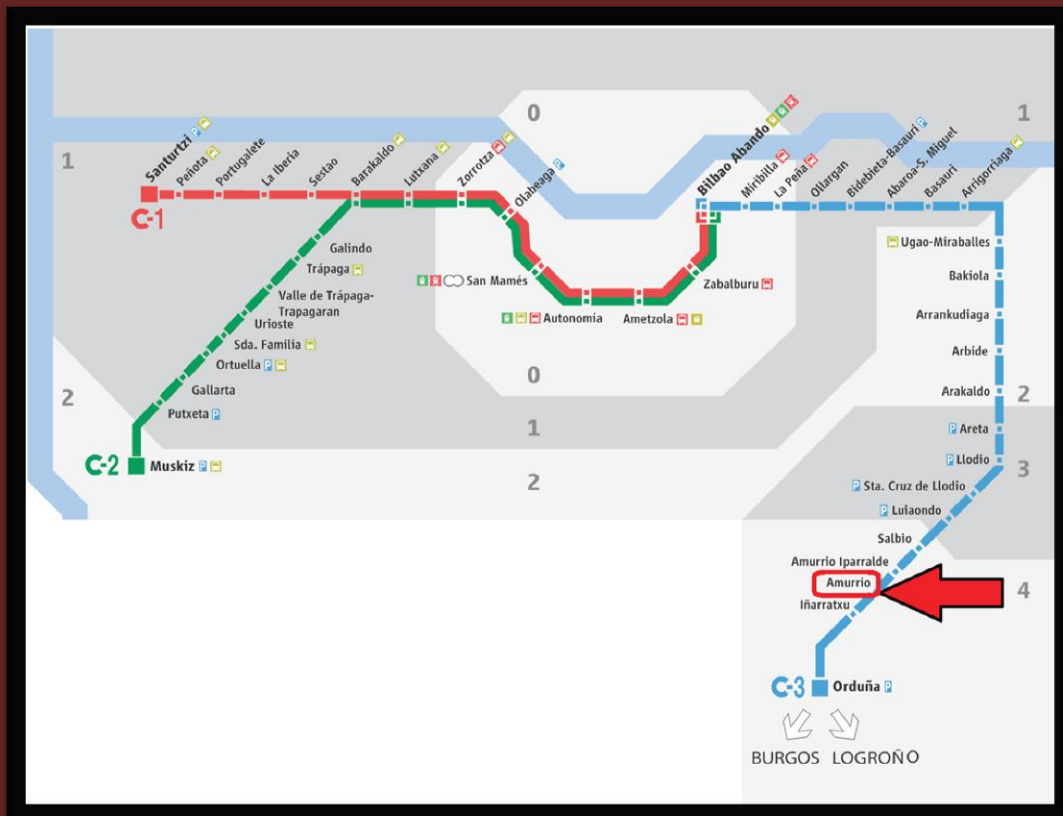 0
1
1
Santurtzi
Peñota
Portugalete
La Iberia
Sestao
Barakaldo
Lutxana
Zorrotza
Olabeaga
Bilbao Abando
Miribilla
La Peña
Ollargan
Bidebieta-Basauri
Abaroa-S. Miguel
Basauri
Arrigorriaga
C-1
Galindo
Trápaga
Valle de Trápaga-
Trapagaran
Urioste
Sda. Familia
Ortuella
Gallarta
Putxeta
C-2
Muskiz
San Mamés
Autonomía
Ametzola
Zabalburu
0
1
2
2
Ugao-Miraballes
Bakiola
Arrankudiaga
Arbide
Arakaldo
2
Areta
Llodio
3
Sta. Cruz de Llodio
Luiaondo
Salbio
Amurrio Iparralde
Amurrio
4
Iñarratxu
C-3
Orduña
BURGOS LOGROÑO